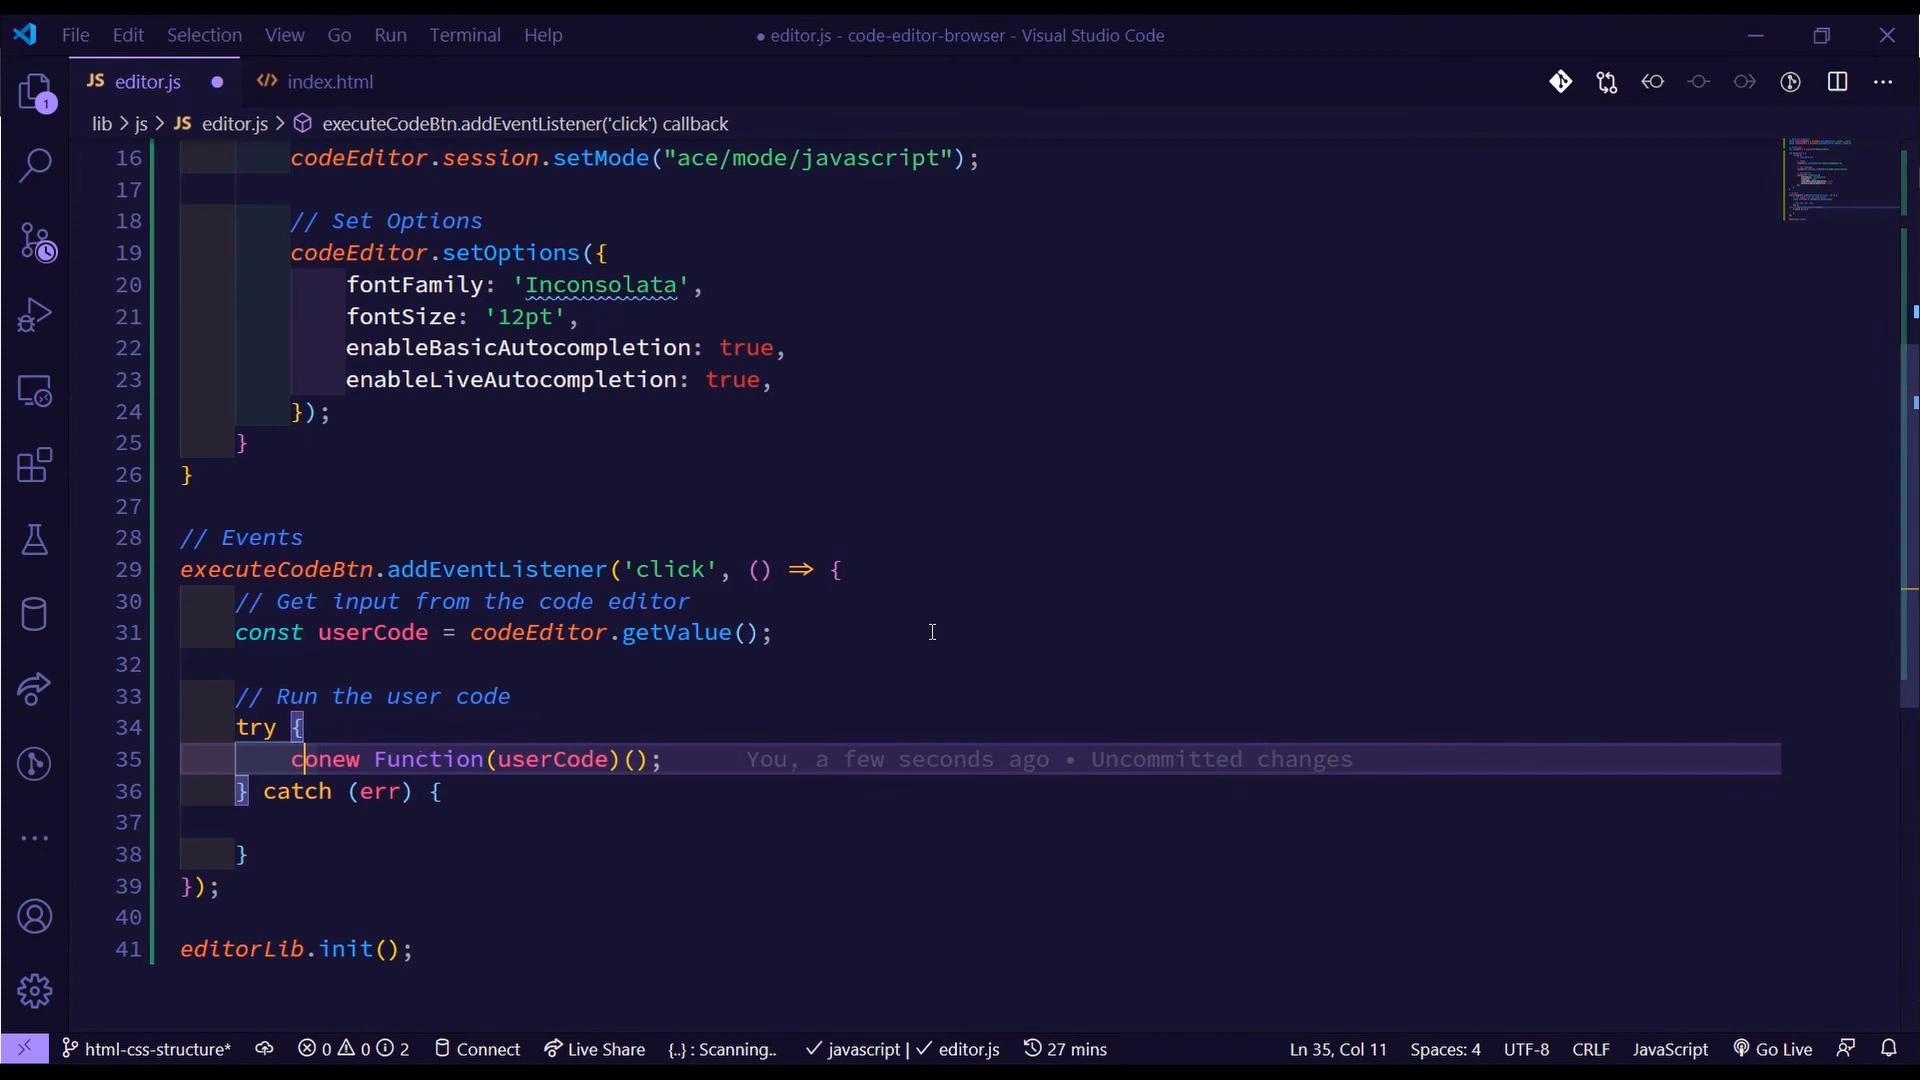 File Edit Selection View Go Run Terminal Help
● editor.js - code-editor-browser - Visual Studio Code
JS editor.js
index.html
1
lib > js > JS editor.js > executeCodeBtn.addEventListener('click') callback
16 codeEditor.session.setMode("ace/mode/javascript");
17
18 // Set Options
19 codeEditor.setOptions({
20 fontFamily: 'Inconsolata',
21 fontSize: '12pt',
22 enableBasicAutocompletion: true,
23 enableLiveAutocompletion: true,
24 });
25 }
26 }
27
28 // Events
29 executeCodeBtn.addEventListener('click', () => {
30 // Get input from the code editor
31 const userCode = codeEditor.getValue();
32
33 // Run the user code
34 try {
35 conew Function(userCode)(); You, a few seconds ago • Uncommitted changes
36 } catch (err) {
37
38 }
39 });
40
41 editorLib.init();
html-css-structure* 0 0 2 Connect Live Share {..} : Scanning.. javascript | editor.js 27 mins Ln 35, Col 11 Spaces: 4 UTF-8 CRLF JavaScript Go Live